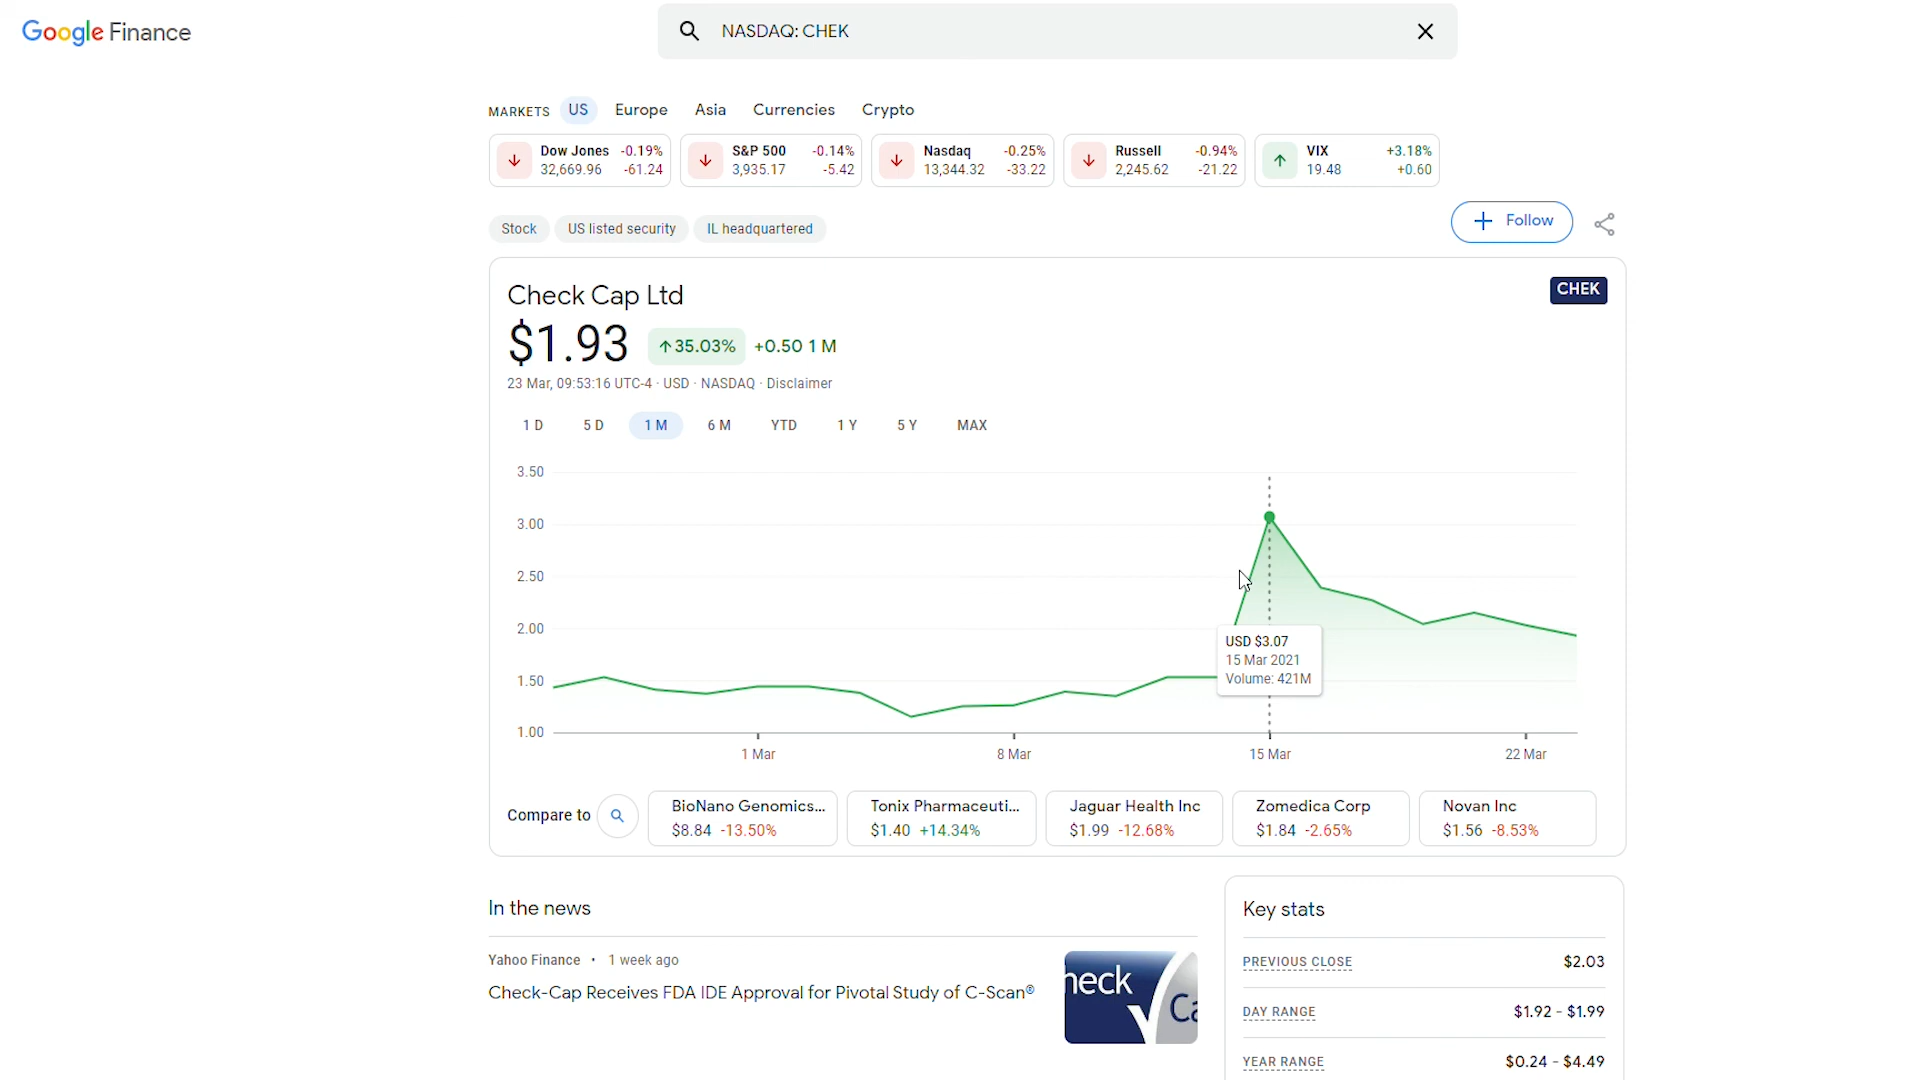 Google Finance
NASDAQ: CHEK
MARKETS US Europe Asia Currencies Crypto
Dow Jones -0.19%
32,669.96 -61.24
S&P 500 -0.14%
3,935.17 -5.42
Nasdaq -0.25%
13,344.32 -33.22
Russell -0.94%
2,245.62 -21.22
VIX +3.18%
19.48 +0.60
Stock US listed security IL headquartered
Follow
Check Cap Ltd
CHEK
$1.93 35.03% +0.50 1 M
23 Mar, 09:53:16 UTC-4 · USD · NASDAQ · Disclaimer
1 D 5 D 1 M 6 M YTD 1 Y 5 Y MAX
3.50
3.00
2.50
2.00
1.50
1.00
USD $3.07
15 Mar 2021
Volume: 421M
1 Mar 8 Mar 15 Mar 22 Mar
Compare to
BioNano Genomics...
$8.84 -13.50%
Tonix Pharmaceuti...
$1.40 +14.34%
Jaguar Health Inc
$1.99 -12.68%
Zomedica Corp
$1.84 -2.65%
Novan Inc
$1.56 -8.53%
In the news
Yahoo Finance • 1 week ago
Check-Cap Receives FDA IDE Approval for Pivotal Study of C-Scan®
heck
Ca
Key stats
PREVIOUS CLOSE $2.03
DAY RANGE $1.92 - $1.99
YEAR RANGE $0.24 - $4.49